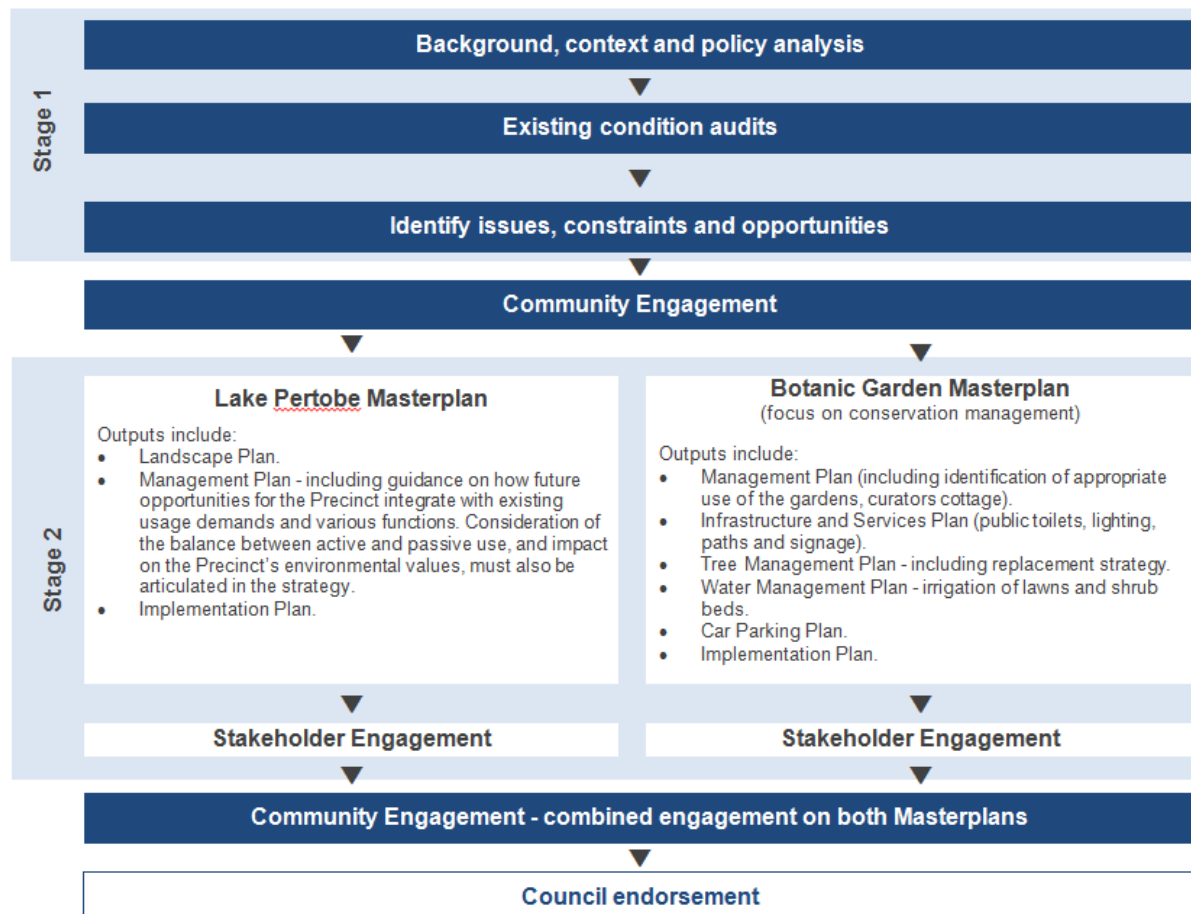 Stage 1
Background, context and policy analysis
Existing condition audits
Identify issues, constraints and opportunities
Community Engagement
Stage 2
Lake Pertobe Masterplan
Outputs include:
• Landscape Plan.
• Management Plan - including guidance on how future
opportunities for the Precinct integrate with existing
usage demands and various functions. Consideration of
the balance between active and passive use, and impact
on the Precinct's environmental values, must also be
articulated in the strategy.
• Implementation Plan.
Stakeholder Engagement
Botanic Garden Masterplan
(focus on conservation management)
Outputs include:
• Management Plan (including identification of appropriate
use of the gardens, curators cottage).
• Infrastructure and Services Plan (public toilets, lighting,
paths and signage).
• Tree Management Plan - including replacement strategy.
• Water Management Plan - irrigation of lawns and shrub
beds.
• Car Parking Plan.
• Implementation Plan.
Stakeholder Engagement
Community Engagement - combined engagement on both Masterplans
Council endorsement